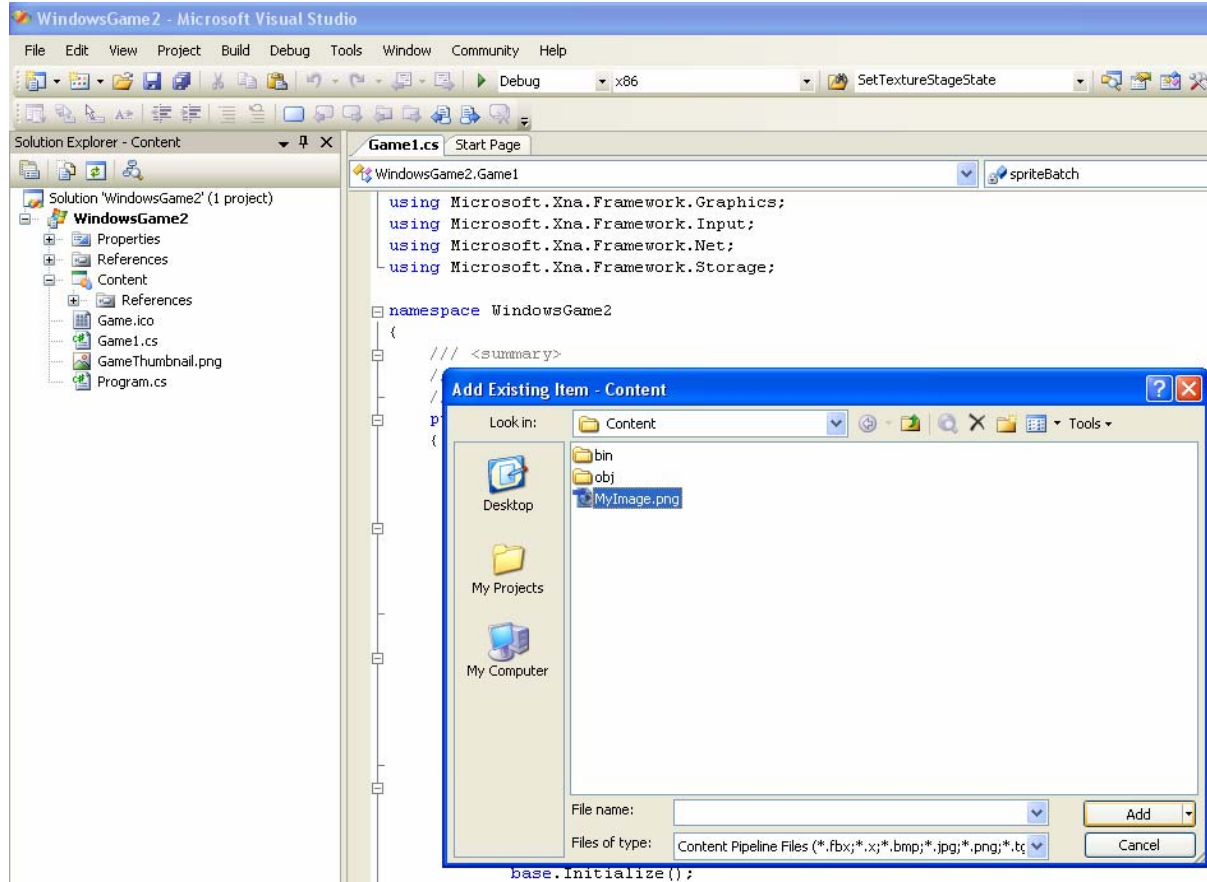 WindowsGame2 - Microsoft Visual Studio
File Edit View Project Build Debug Tools Window Community Help
Debug x86 SetTextureStageState
Solution Explorer - Content
Game1.cs Start Page
WindowsGame2.Game1 spriteBatch
Solution 'WindowsGame2' (1 project)
WindowsGame2
Properties
References
Content
References
Game.ico
Game1.cs
GameThumbnail.png
Program.cs
using Microsoft.Xna.Framework.Graphics;
using Microsoft.Xna.Framework.Input;
using Microsoft.Xna.Framework.Net;
using Microsoft.Xna.Framework.Storage;
namespace WindowsGame2
{
/// <summary>
{
Add Existing Item - Content
Look in: Content Tools
Desktop
My Projects
My Computer
bin
obj
MyImage.png
File name: Add
Files of type: Content Pipeline Files (*.fbx;*.x;*.bmp;*.jpg;*.png;*.tg Cancel
base.Initialize();